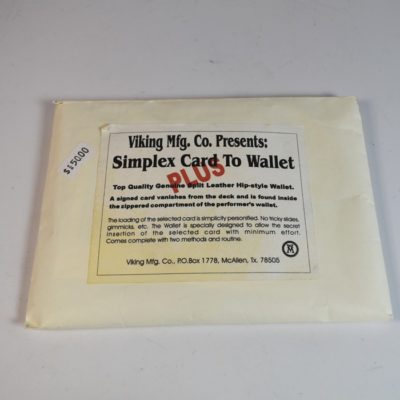 $150.00
Viking Mfg. Co. Presents:
Simplex Card To Wallet
PLUS
Top Quality Genuine Split Leather Hip-style Wallet.
A signed card vanishes from the deck and is found inside
the zippered compartment of the performer's wallet.
The loading of the selected card is simplicity personified. No tricky slides,
gimmicks, etc. The Wallet is specially designed to allow the secret
insertion of the selected card with minimum effort.
Comes complete with two methods and routine.
Viking Mfg. Co., P.O.Box 1778, McAllen, Tx. 78505